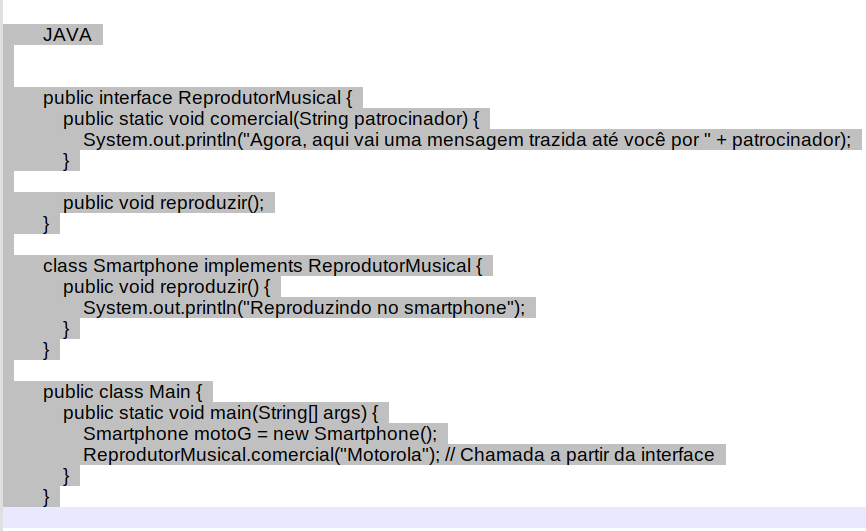 JAVA
public interface ReprodutorMusical {
public static void comercial(String patrocinador) {
System.out.println("Agora, aqui vai uma mensagem trazida até você por " + patrocinador);
}
public void reproduzir();
}
class Smartphone implements ReprodutorMusical {
public void reproduzir() {
System.out.println("Reproduzindo no smartphone");
}
}
public class Main {
public static void main(String[] args) {
Smartphone motoG = new Smartphone();
ReprodutorMusical.comercial("Motorola"); // Chamada a partir da interface
}
}